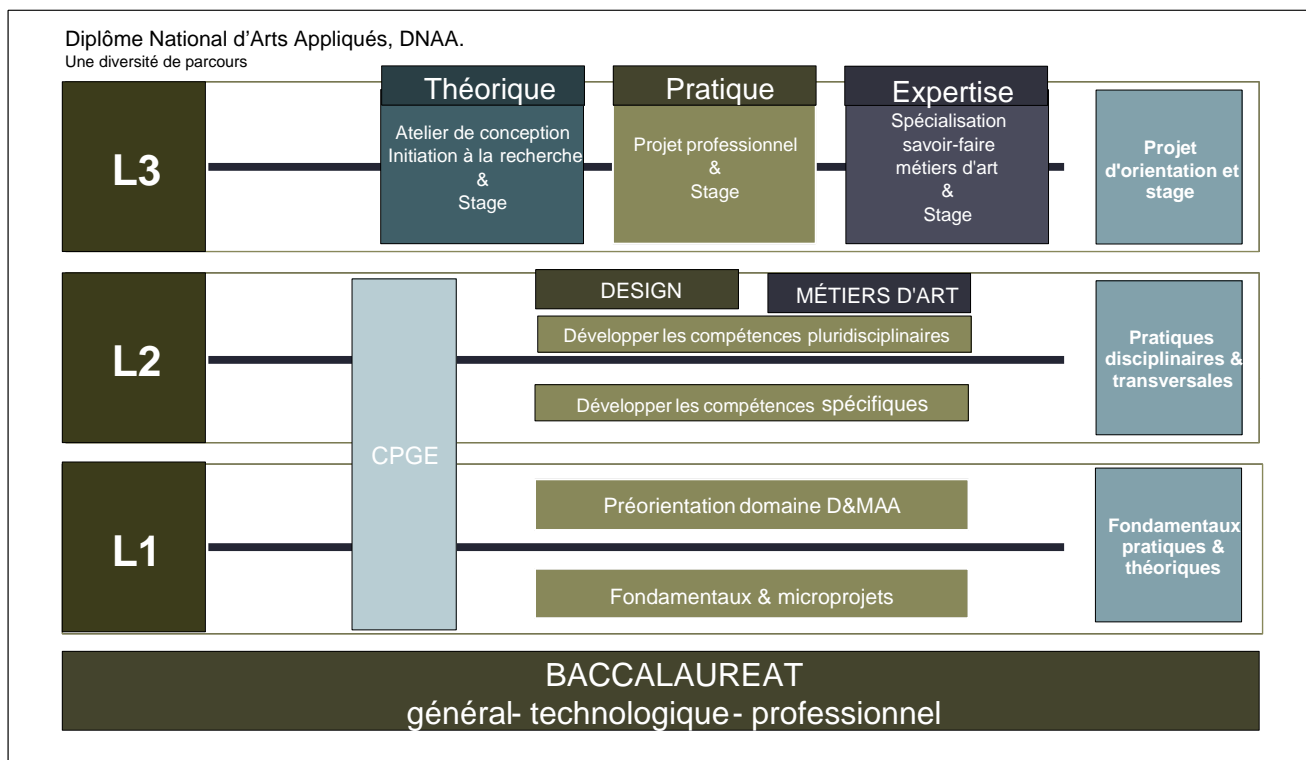 Diplôme National d'Arts Appliqués, DNAA.
Une diversité de parcours
L3
Théorique
Atelier de conception
Initiation à la recherche
&
Stage
Pratique
Projet professionnel
&
Stage
Expertise
Spécialisation
savoir-faire
métiers d'art
&
Stage
Projet
d'orientation et
stage
L2
DESIGN
MÉTIERS D'ART
Développer les compétences pluridisciplinaires
Développer les compétences spécifiques
Pratiques
disciplinaires &
transversales
CPGE
L1
Préorientation domaine D&MAA
Fondamentaux & microprojets
Fondamentaux
pratiques &
théoriques
BACCALAUREAT
général- technologique- professionnel